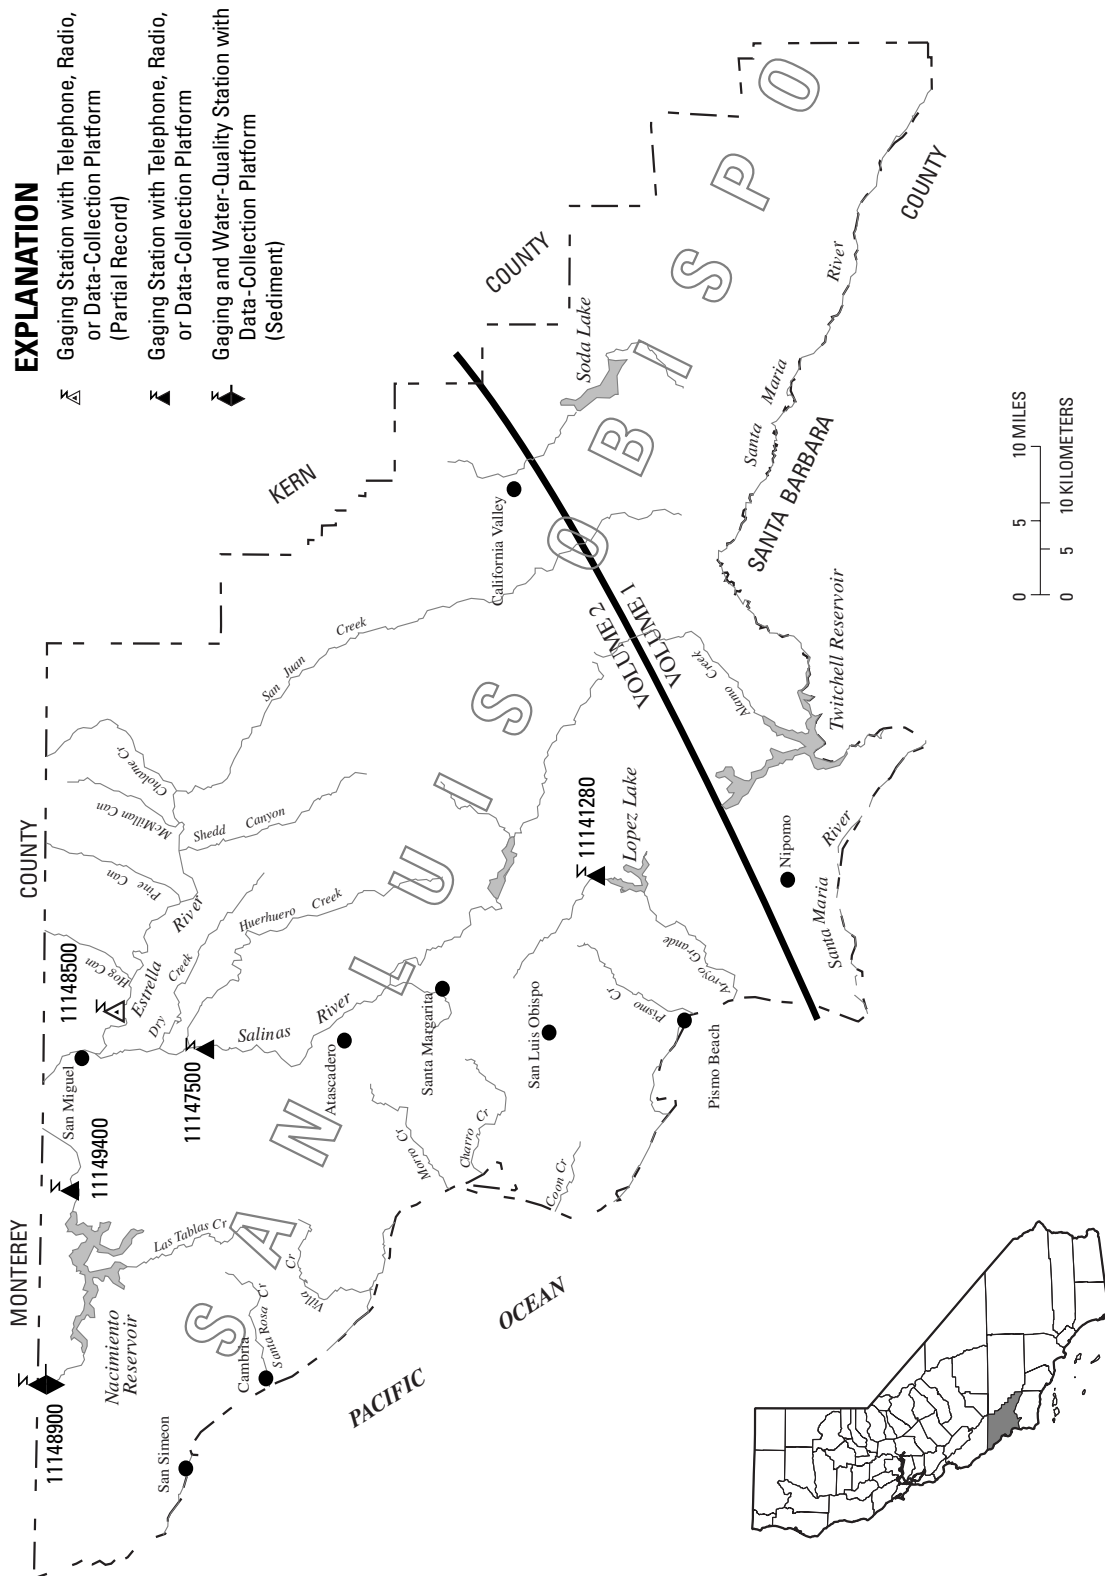 EXPLANATION
Gaging Station with Telephone, Radio,
or Data-Collection Platform
(Partial Record)
Gaging Station with Telephone, Radio,
or Data-Collection Platform
Gaging and Water-Quality Station with
Data-Collection Platform
(Sediment)
MONTEREY
COUNTY
KERN
COUNTY
SANTA BARBARA
COUNTY
SAN LUIS OBISPO
PACIFIC
OCEAN
11148900
11149400
11147500
11148500
11141280
San Simeon
Cambria
San Miguel
Atascadero
Santa Margarita
San Luis Obispo
Pismo Beach
Nipomo
California Valley
Nacimiento
Reservoir
Las Tablas Cr
Santa Rosa Cr
Villa Cr
Morro Cr
Charro Cr
Coon Cr
Pismo Cr
Arroyo Grande
Lopez Lake
Salinas River
Estrella River
Dry Creek
Huerhuero Creek
Hog Can
Pine Can
McMillan Can
Cholame Cr
Shedd Canyon
San Juan Creek
Soda Lake
Alamo Creek
Twitchell Reservoir
Santa Maria River
Santa Maria River
VOLUME 2
VOLUME 1
0 5 10 MILES
0 5 10 KILOMETERS